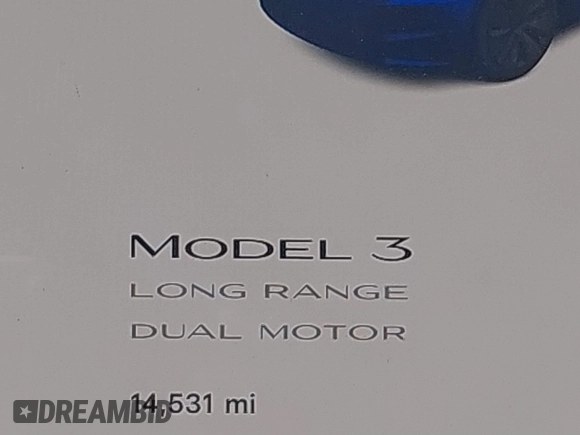 MODEL 3
LONG RANGE
DUAL MOTOR
14,531 mi
DREAMBID